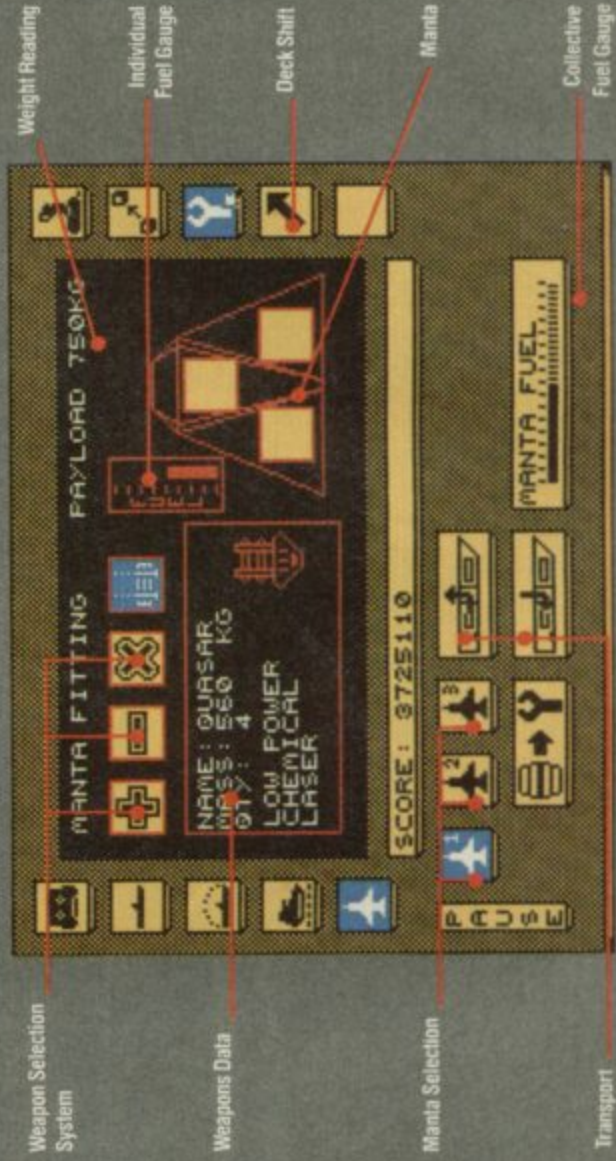 Weapon Selection
System
Weapons Data
Manta Selection
Transport
MANTA FITTING
PAYLOAD 750KG
FUEL
NAME: QUASAR
MASS: 560 KG
QTY: 4
LOW POWER
CHEMICAL
LASER
SCORE: 0725110
PAUSE
1
2
3
MANTA FUEL
Weight Reading
Individual
Fuel Gauge
Deck Shift
Manta
Collective
Fuel Gauge